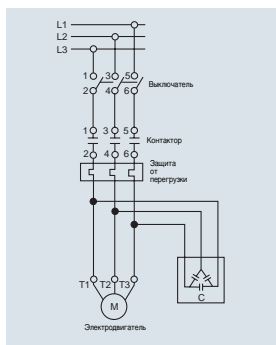 L1
L2
L3
1 3 5
2 4 6
Выключатель
1 3 5
2 4 6
Контактор
Защита
от
перегрузки
T1 T2 T3
M
C
Электродвигатель